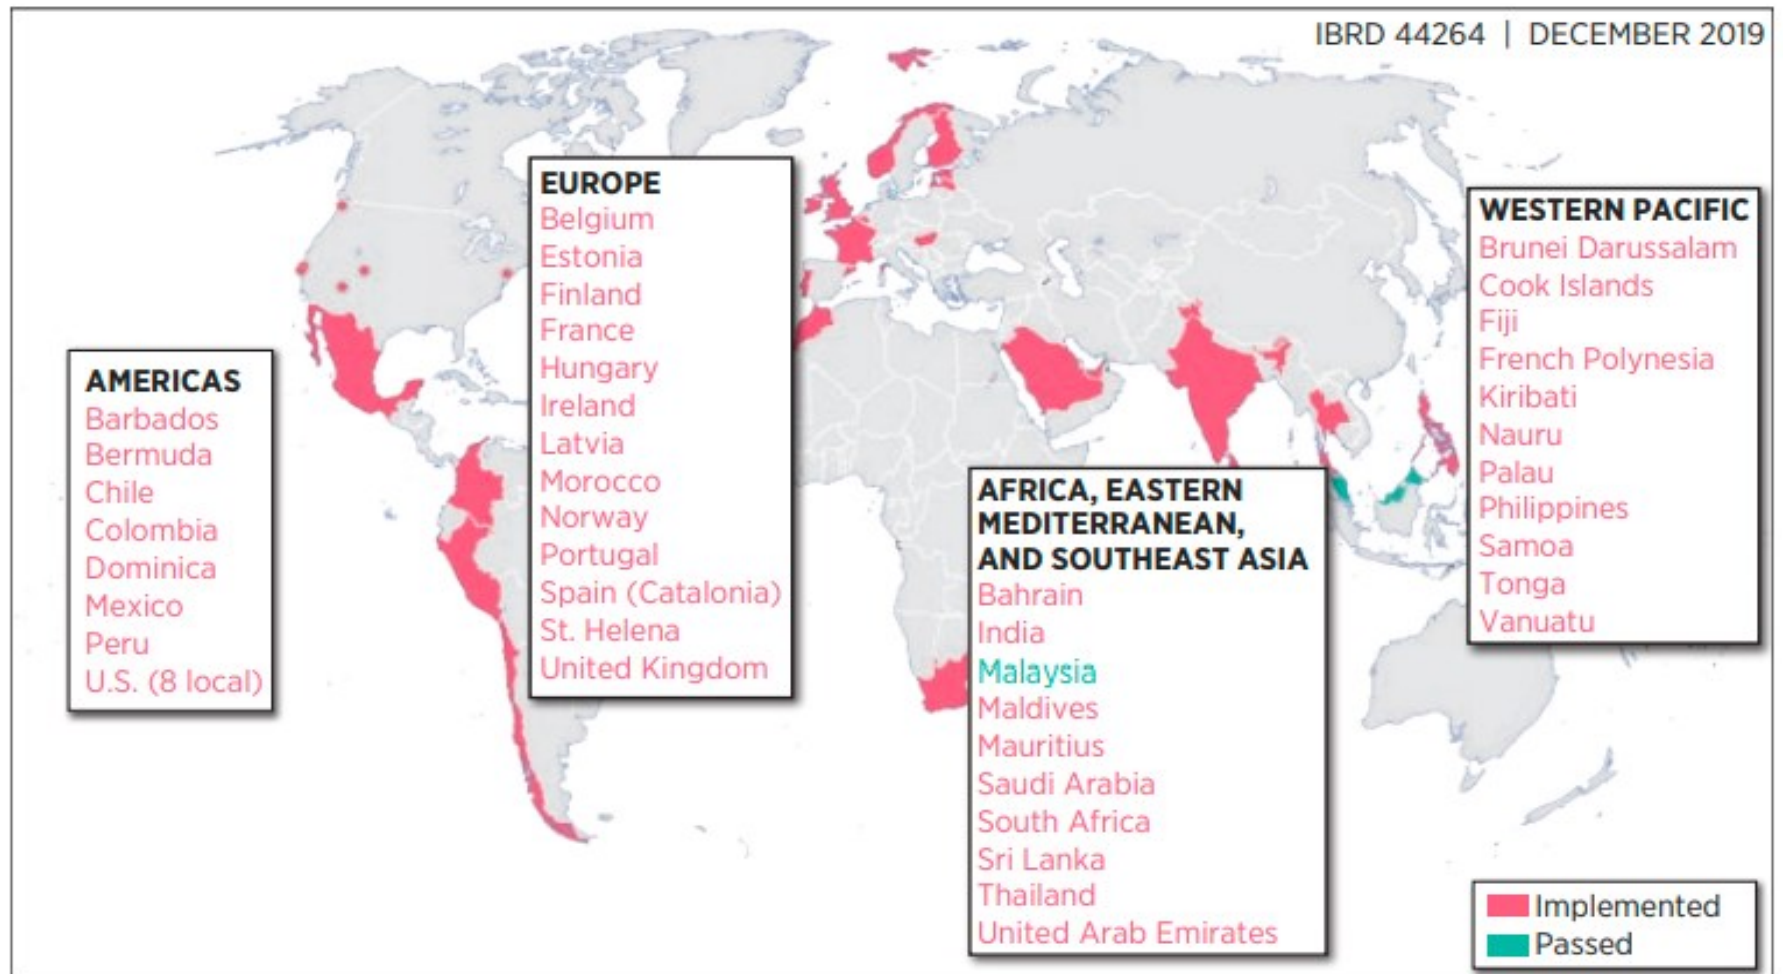 IBRD 44264 | DECEMBER 2019
AMERICAS
Barbados
Bermuda
Chile
Colombia
Dominica
Mexico
Peru
U.S. (8 local)
EUROPE
Belgium
Estonia
Finland
France
Hungary
Ireland
Latvia
Morocco
Norway
Portugal
Spain (Catalonia)
St. Helena
United Kingdom
AFRICA, EASTERN
MEDITERRANEAN,
AND SOUTHEAST ASIA
Bahrain
India
Malaysia
Maldives
Mauritius
Saudi Arabia
South Africa
Sri Lanka
Thailand
United Arab Emirates
WESTERN PACIFIC
Brunei Darussalam
Cook Islands
Fiji
French Polynesia
Kiribati
Nauru
Palau
Philippines
Samoa
Tonga
Vanuatu
Implemented
Passed